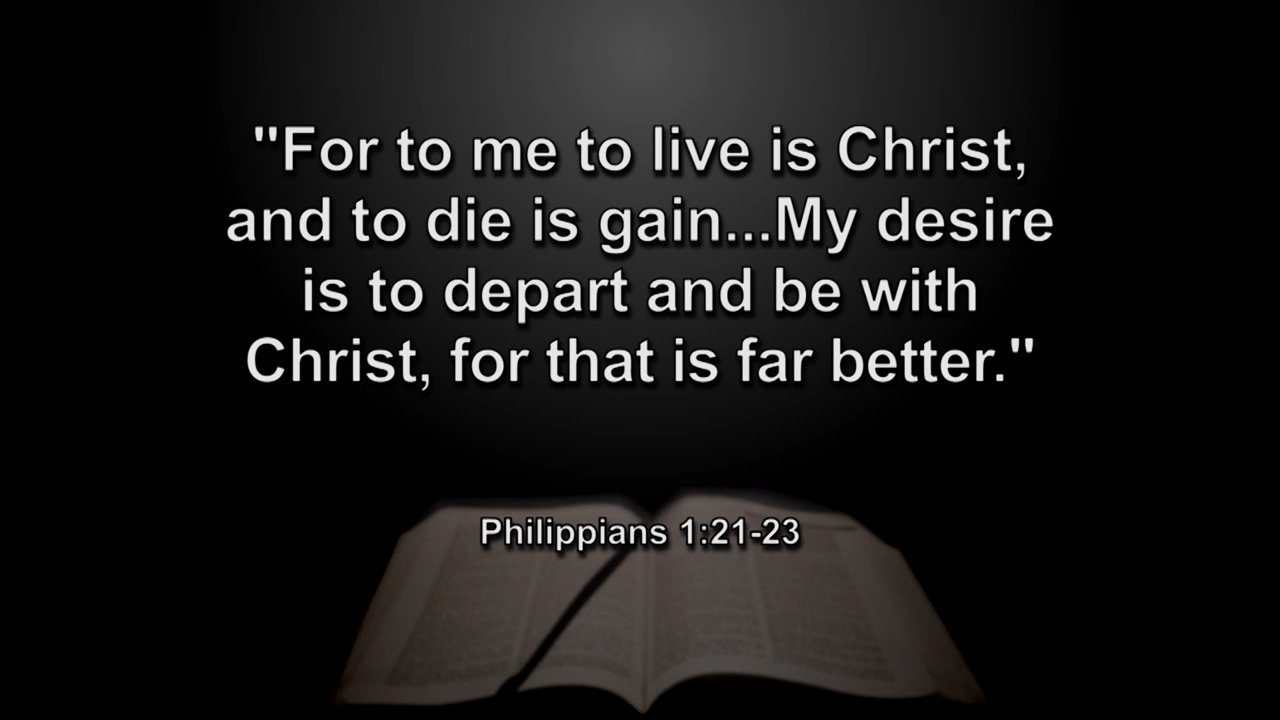 "For to me to live is Christ,
and to die is gain...My desire
is to depart and be with
Christ, for that is far better."
Philippians 1:21-23